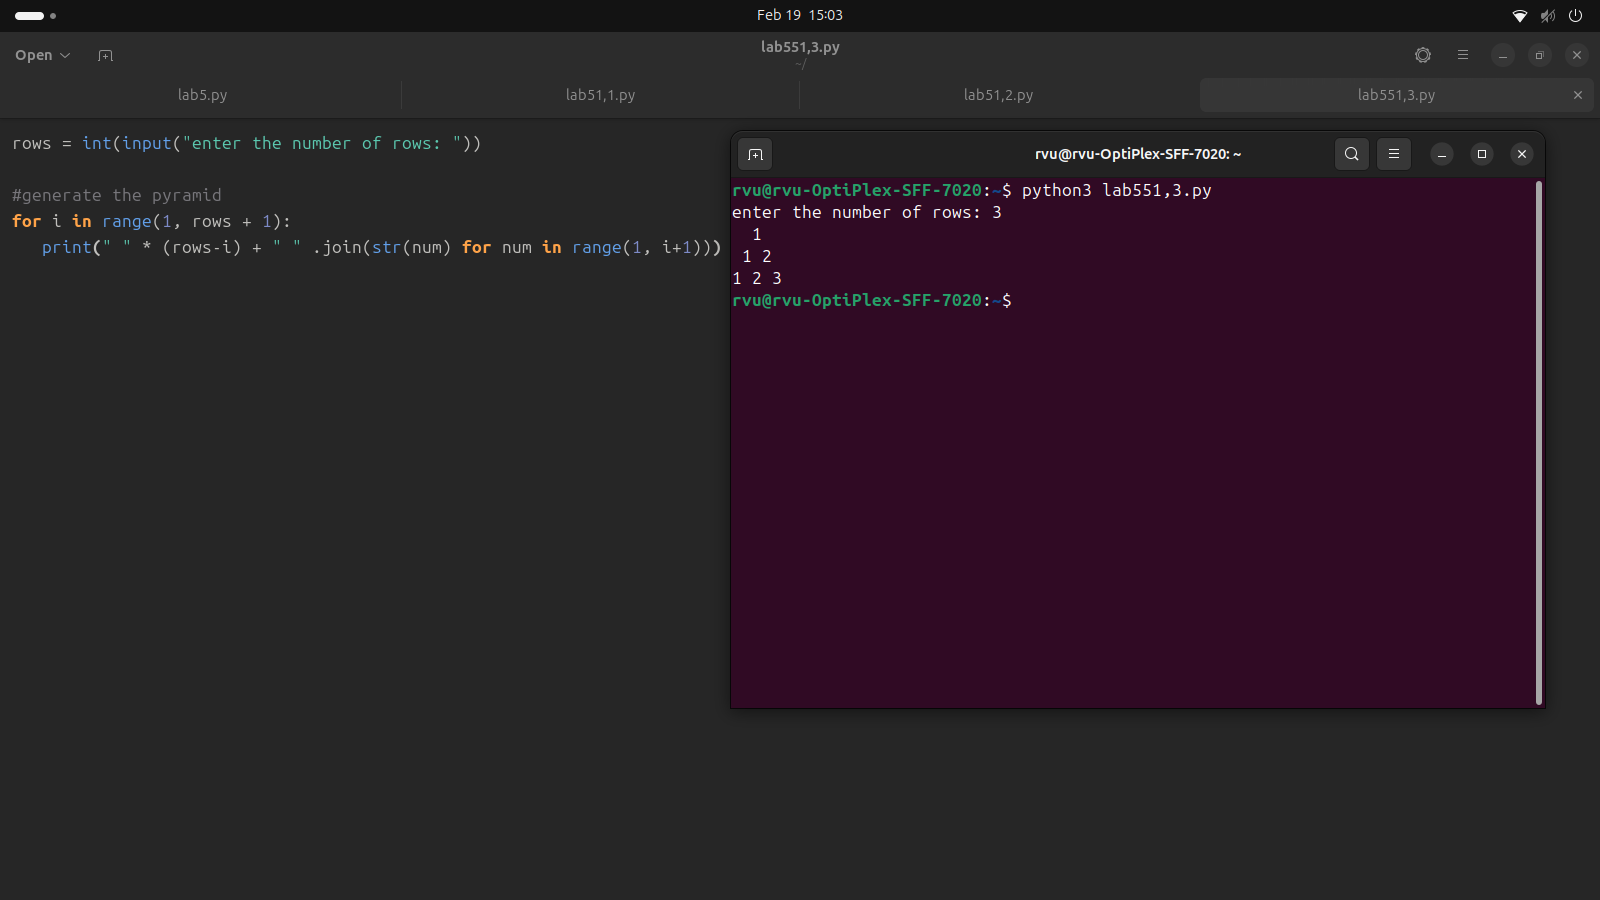 Feb 19 15:03
Open
lab551,3.py
~/
lab5.py
lab51,1.py
lab51,2.py
lab551,3.py
rows = int(input("enter the number of rows: "))
#generate the pyramid
for i in range(1, rows + 1):
   print(" " * (rows-i) + " " .join(str(num) for num in range(1, i+1)))
rvu@rvu-OptiPlex-SFF-7020: ~
rvu@rvu-OptiPlex-SFF-7020:~$ python3 lab551,3.py
enter the number of rows: 3
  1
 1 2
1 2 3
rvu@rvu-OptiPlex-SFF-7020:~$